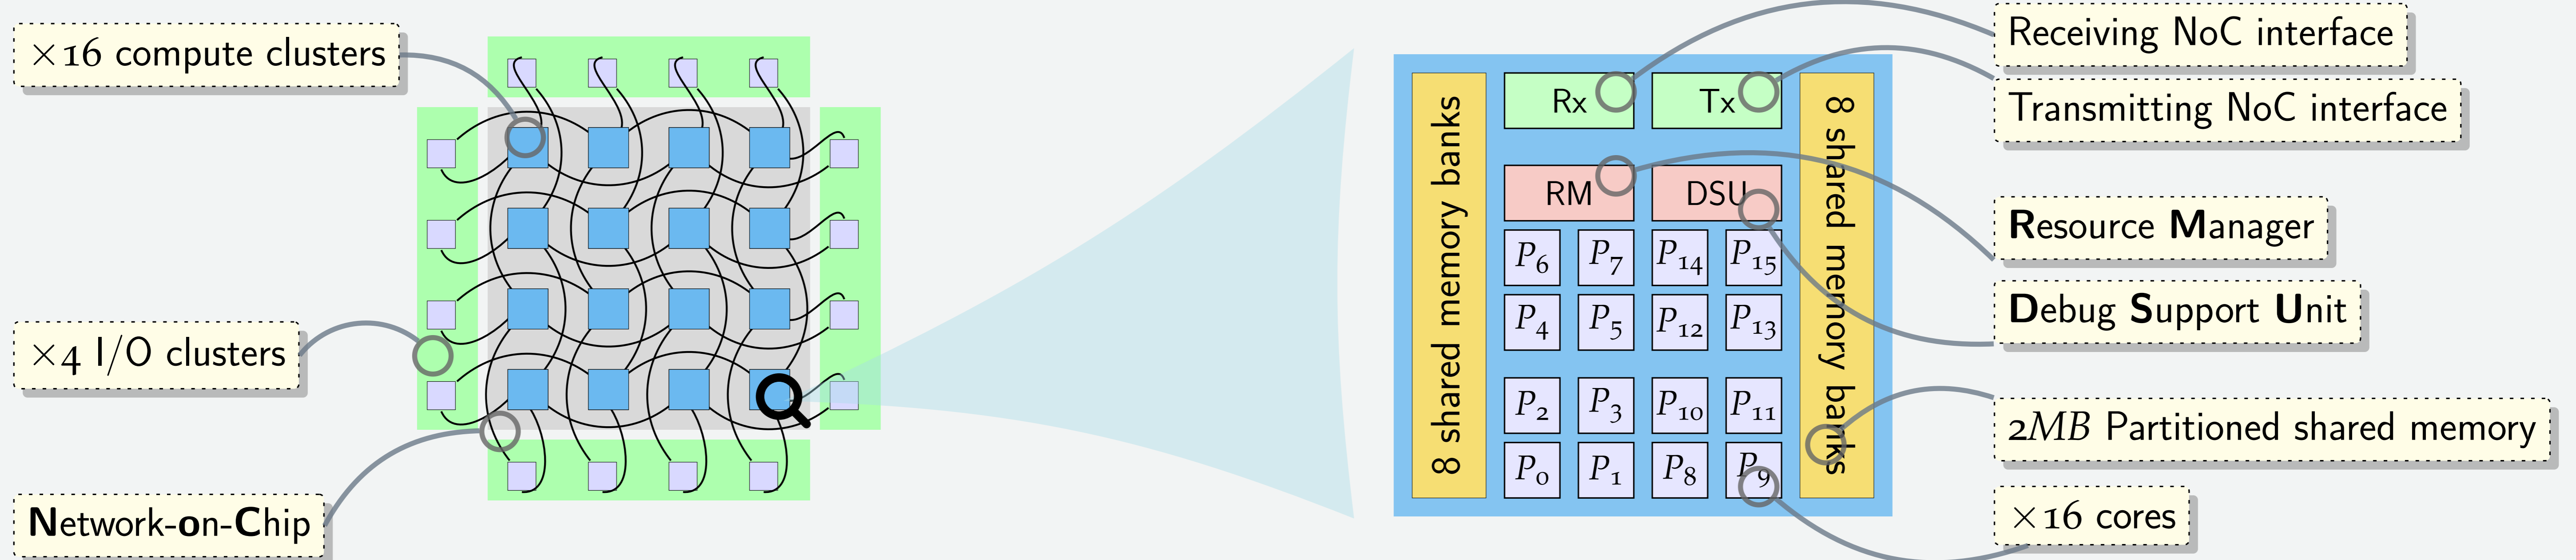 ×16 compute clusters
×4 I/O clusters
Network-on-Chip
8 shared memory banks
Rx
Tx
RM
DSU
P6 P7 P14 P15
P4 P5 P12 P13
P2 P3 P10 P11
P0 P1 P8 P9
8 shared memory banks
Receiving NoC interface
Transmitting NoC interface
Resource Manager
Debug Support Unit
2MB Partitioned shared memory
×16 cores